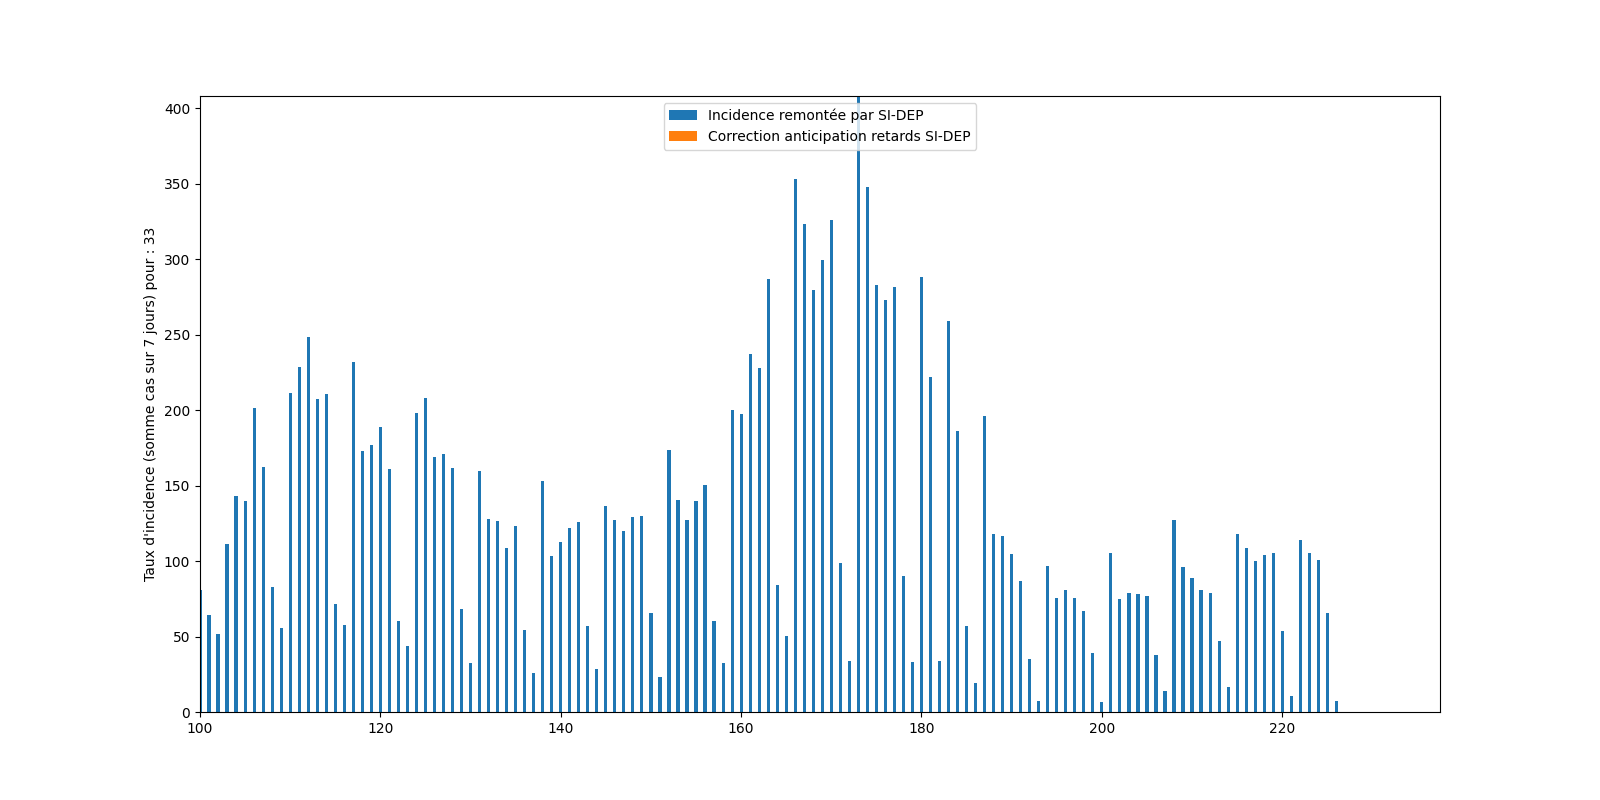 Incidence remontée par SI-DEP
Correction anticipation retards SI-DEP
Taux d'incidence (somme cas sur 7 jours) pour : 33
400
350
300
250
200
150
100
50
0
100 120 140 160 180 200 220